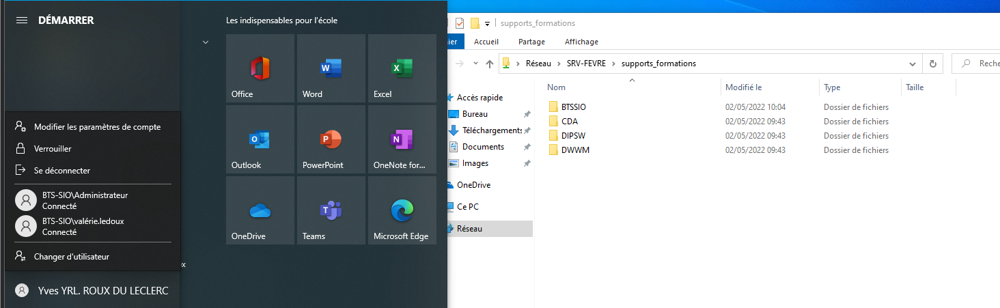 DÉMARRER
Modifier les paramètres de compte
Verrouiller
Se déconnecter
BTS-SIO\Administrateur
Connecté
BTS-SIO\valérie.ledoux
Connecté
Changer d'utilisateur
ox
Yves YRL. ROUX DU LECLERC
Les indispensables pour l'école
Office
Word
Excel
Outlook
PowerPoint
OneNote for...
OneDrive
Teams
Microsoft Edge
supports_formations
ier
Accueil
Partage
Affichage
Réseau
SRV-FEVRE
supports_formations
Reche
Accès rapide
Bureau
Téléchargements
Documents
Images
OneDrive
Ce PC
Réseau
Nom
Modifié le
Type
Taille
BTSSIO 02/05/2022 10:04 Dossier de fichiers
CDA 02/05/2022 09:43 Dossier de fichiers
DIPSW 02/05/2022 09:43 Dossier de fichiers
DWWM 02/05/2022 09:43 Dossier de fichiers